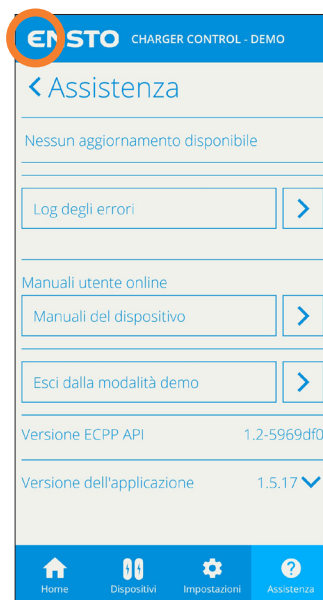 ENSTO CHARGER CONTROL - DEMO
Assistenza
Nessun aggiornamento disponibile
Log degli errori
Manuali utente online
Manuali del dispositivo
Esci dalla modalità demo
Versione ECPP API 1.2-5969df0
Versione dell'applicazione 1.5.17
Home Dispositivi Impostazioni Assistenza